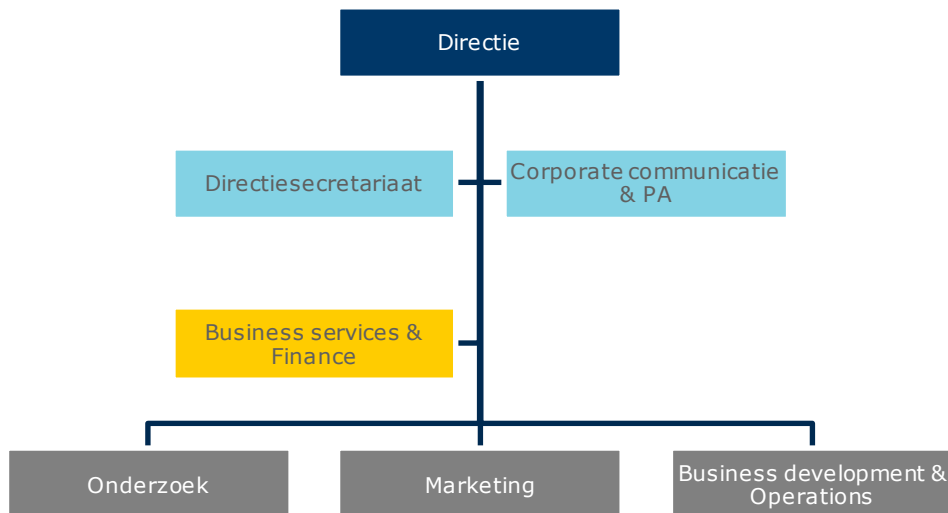 Directie
Directiesecretariaat
Corporate communicatie
& PA
Business services &
Finance
Onderzoek
Marketing
Business development &
Operations